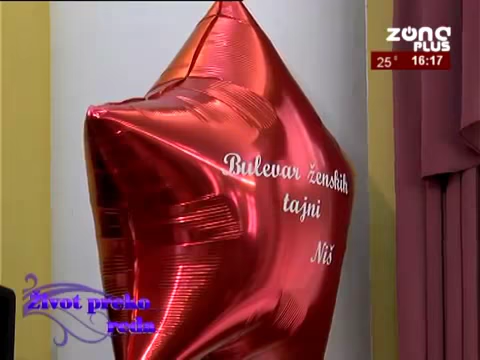 ZONA
PLUS
25°
16:17
Bulevar ženskih
tajni
Niš
Život preko
reda